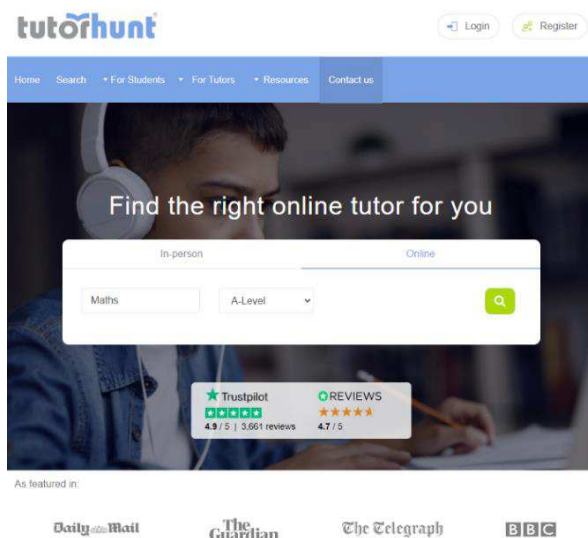 tutorhunt
Login
Register
Home Search For Students For Tutors Resources Contact us
Find the right online tutor for you
In-person Online
Maths A-Level
Trustpilot REVIEWS
4.9 / 5 | 3,661 reviews 4.7 / 5
As featured in:
Daily Mail The Guardian The Telegraph BBC